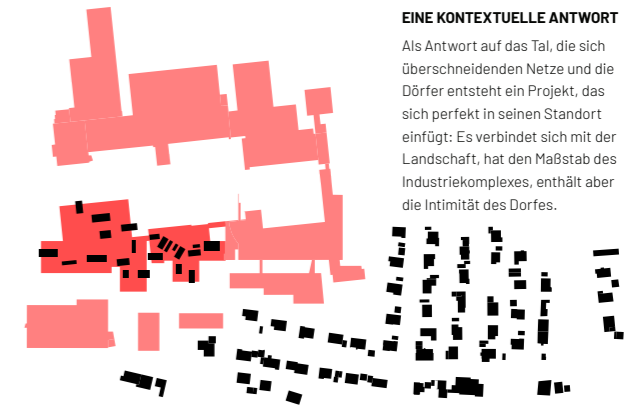 EINE KONTEXTUELLE ANTWORT
Als Antwort auf das Tal, die sich
überschneidenden Netze und die
Dörfer entsteht ein Projekt, das
sich perfekt in seinen Standort
einfügt: Es verbindet sich mit der
Landschaft, hat den Maßstab des
Industriekomplexes, enthält aber
die Intimität des Dorfes.